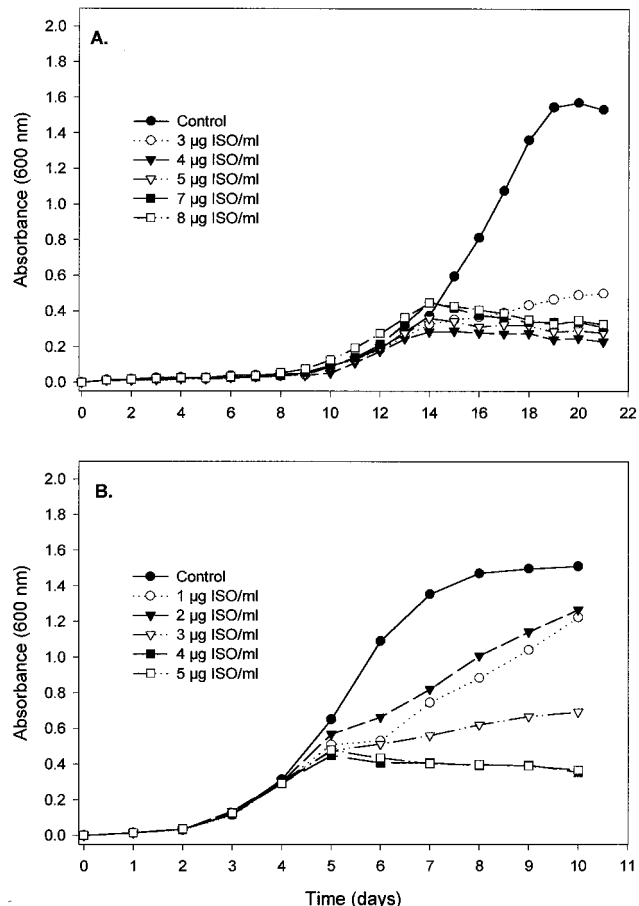 A.
Absorbance (600 nm)
2.0
1.8
1.6
1.4
1.2
1.0
0.8
0.6
0.4
0.2
0.0
Control
3 µg ISO/ml
4 µg ISO/ml
5 µg ISO/ml
7 µg ISO/ml
8 µg ISO/ml
0 2 4 6 8 10 12 14 16 18 20 22
B.
Absorbance (600 nm)
2.0
1.8
1.6
1.4
1.2
1.0
0.8
0.6
0.4
0.2
0.0
Control
1 µg ISO/ml
2 µg ISO/ml
3 µg ISO/ml
4 µg ISO/ml
5 µg ISO/ml
0 1 2 3 4 5 6 7 8 9 10 11
Time (days)